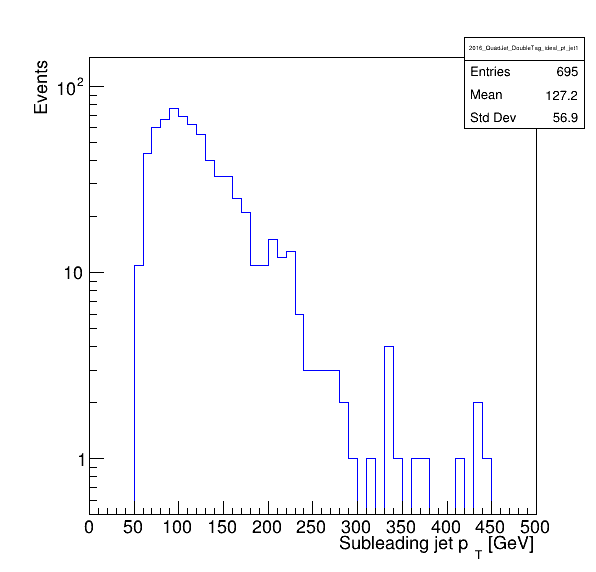 2016_QuadJet_DoubleTag_ideal_pt_jet1
Entries 695
Mean 127.2
Std Dev 56.9
Events
10²
10
1
0 50 100 150 200 250 300 350 400 450 500
Subleading jet p_T [GeV]